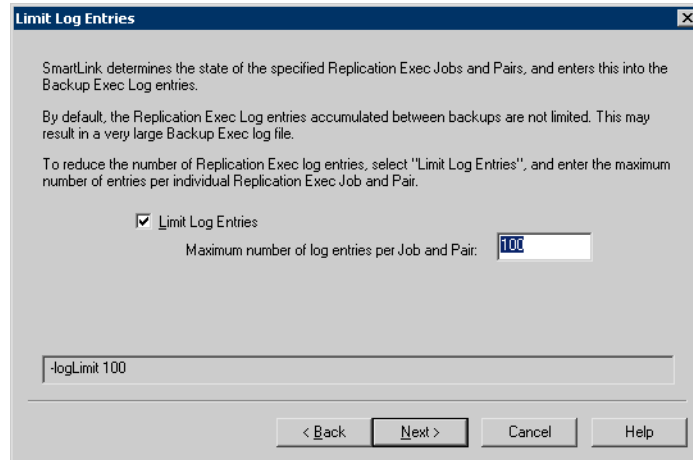 Limit Log Entries
SmartLink determines the state of the specified Replication Exec Jobs and Pairs, and enters this into the
Backup Exec Log entries.
By default, the Replication Exec Log entries accumulated between backups are not limited. This may
result in a very large Backup Exec log file.
To reduce the number of Replication Exec log entries, select "Limit Log Entries", and enter the maximum
number of entries per individual Replication Exec Job and Pair.
Limit Log Entries
Maximum number of log entries per Job and Pair: 100
-logLimit 100
< Back Next > Cancel Help